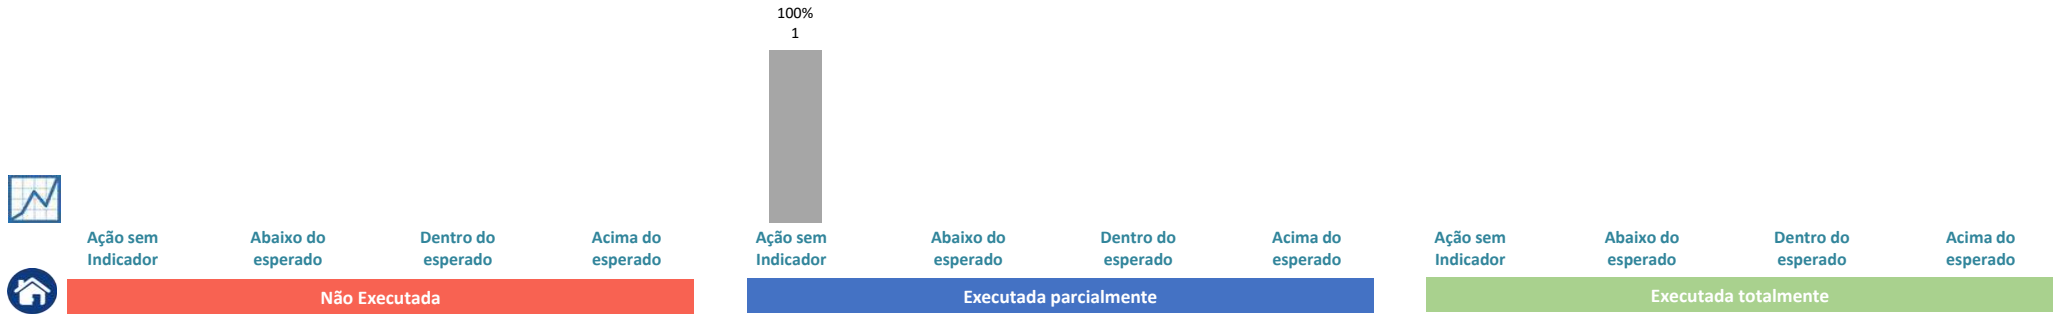 100%
1
Ação sem
Indicador
Abaixo do
esperado
Dentro do
esperado
Acima do
esperado
Não Executada
Ação sem
Indicador
Abaixo do
esperado
Dentro do
esperado
Acima do
esperado
Executada parcialmente
Ação sem
Indicador
Abaixo do
esperado
Dentro do
esperado
Acima do
esperado
Executada totalmente